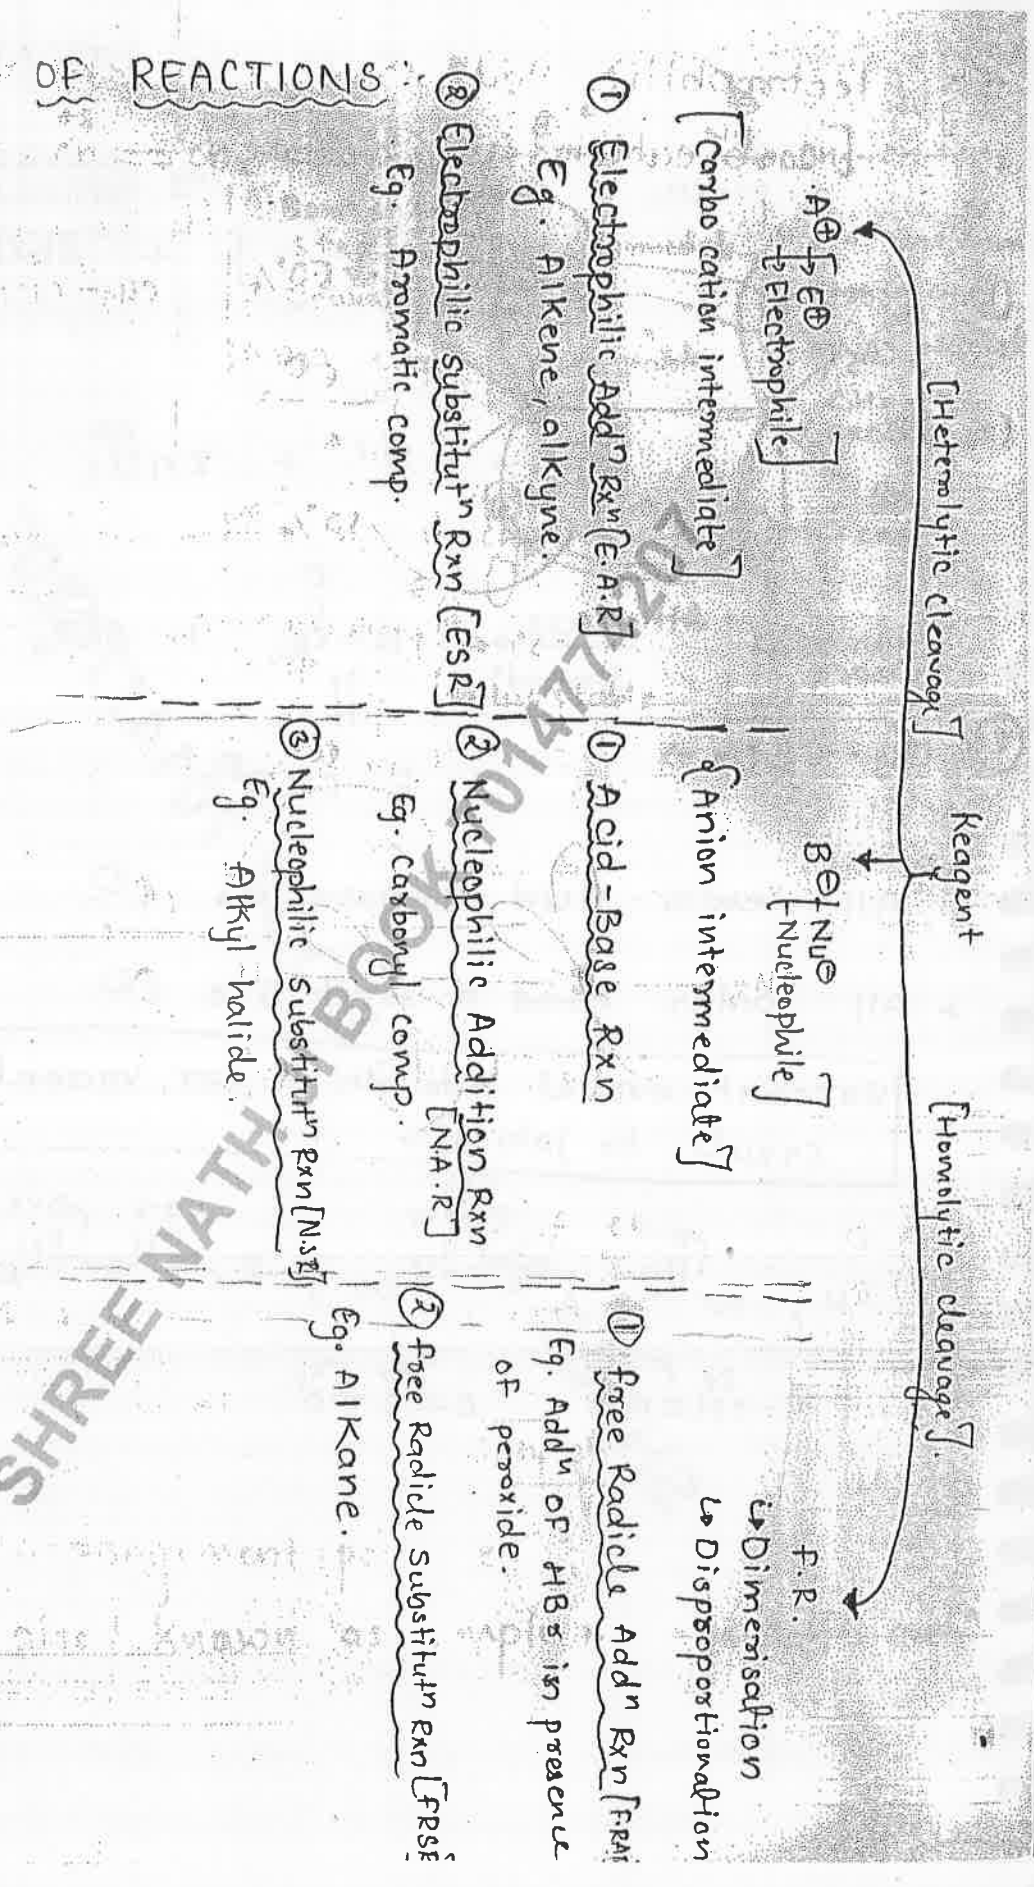 OF REACTIONS :
Reagent
[Heterolytic cleavage]
[Homolytic cleavage].
A⊕ → [E⊕
→ Electrophile]
[Carbo cation intermediate]
① Electrophilic Addⁿ Rxn [E.A.R]
Eg. Alkene, alkyne.
② Electrophilic substitutⁿ Rxn [ESR]
Eg. Aromatic comp.
B⊖ [Nu⊖
Nucleophile]
{Anion intermediate]
① Acid-Base Rxn
② Nucleophilic Addition Rxn
[N.A.R]
Eg. Carbonyl comp.
③ Nucleophilic substitutⁿ Rxn [N.SR]
Eg. Alkyl halide.
F.R.
↳ Dimerisation
↳ Disproportionation
① free Radicle Addⁿ Rxn [FRAR
Eg. Addⁿ OF HBr in presence
of peroxide.
② free Radicle Substitutⁿ Rxn [FRSR
Eg. Alkane.
SHREE NATH JI BOOK